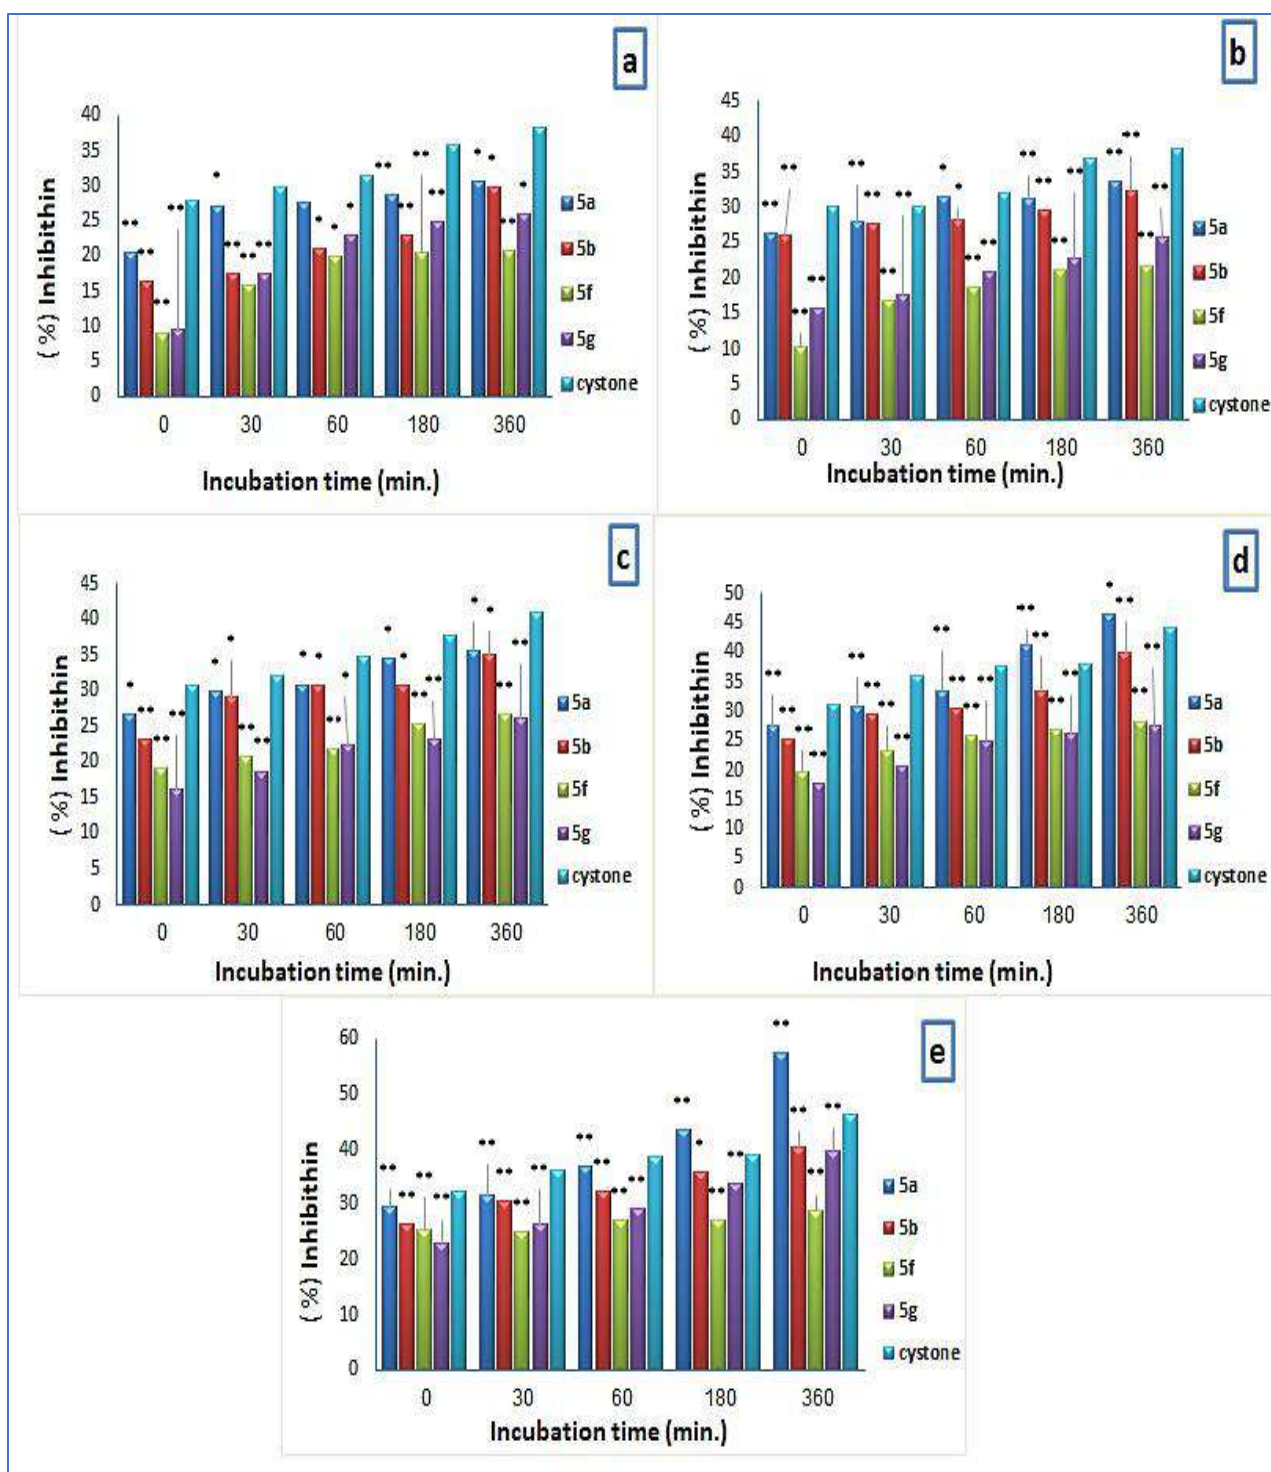 a
( %) Inhibithin
40
35
30
25
20
15
10
5
0
** ** ** **
* ** ** **
* * *
** ** ** **
* * ** *
5a
5b
5f
5g
cystone
0 30 60 180 360
Incubation time (min.)
b
( %) Inhibithin
45
40
35
30
25
20
15
10
5
0
** ** ** **
** ** ** **
* * ** **
** ** ** **
** ** ** **
5a
5b
5f
5g
cystone
0 30 60 180 360
Incubation time (min.)
c
( %) Inhibithin
45
40
35
30
25
20
15
10
5
0
* ** ** **
* * ** **
* * ** *
* * ** **
* * ** **
5a
5b
5f
5g
cystone
0 30 60 180 360
Incubation time (min.)
d
( %) Inhibithin
50
45
40
35
30
25
20
15
10
5
0
** ** ** **
** ** ** **
** ** ** **
** ** ** **
* ** ** **
5a
5b
5f
5g
cystone
0 30 60 180 360
Incubation time (min.)
e
( %) Inhibithin
60
50
40
30
20
10
0
** ** ** **
** ** ** **
** ** ** **
** * ** **
** ** ** **
5a
5b
5f
5g
cystone
0 30 60 180 360
Incubation time (min.)